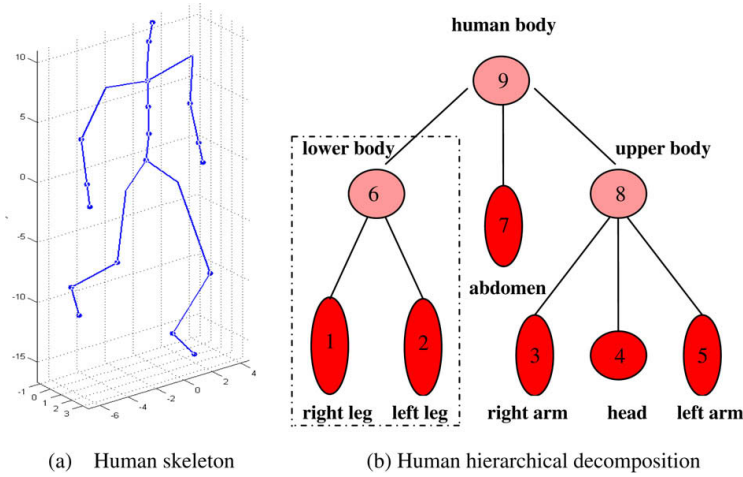 human body
9
lower body
upper body
6
8
7
abdomen
1
2
3
4
5
right leg
left leg
right arm
head
left arm
10
5
0
-5
-10
-15
-1
0
1
2
3
-6
-4
-2
0
2
4
(a) Human skeleton
(b) Human hierarchical decomposition